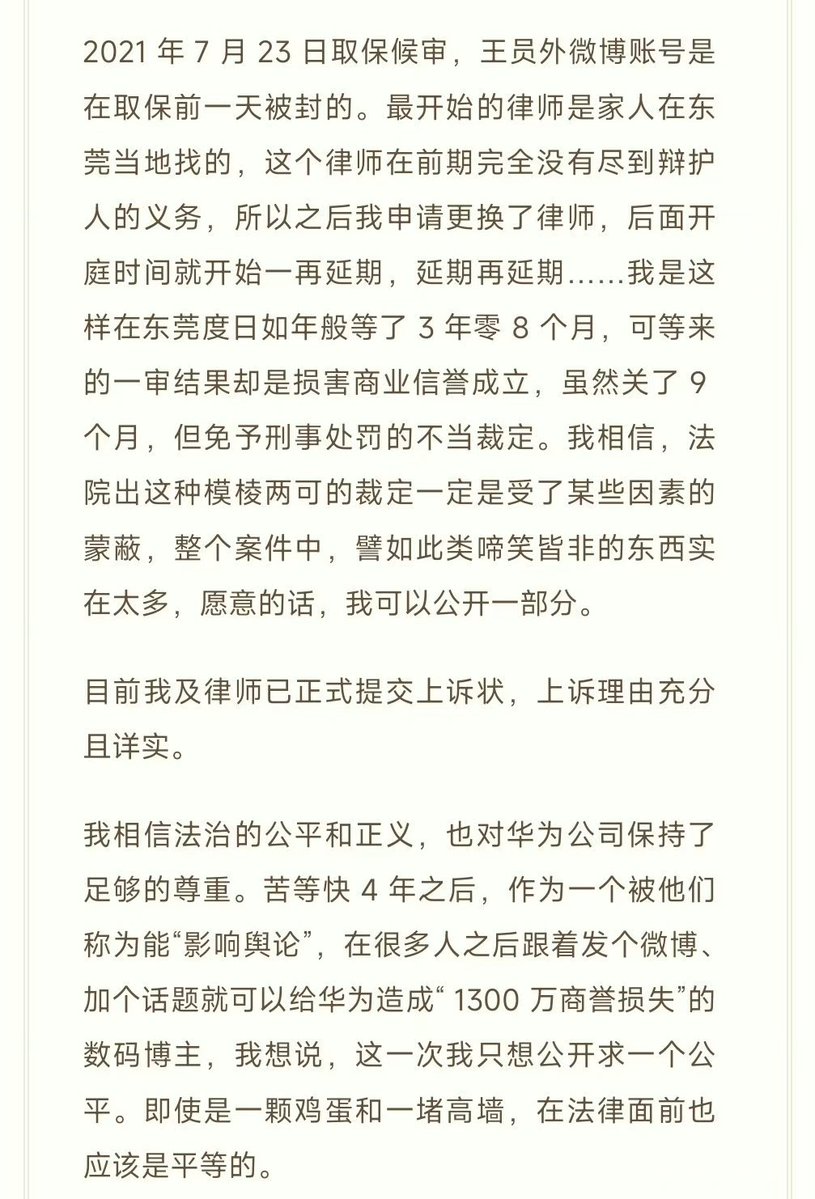 2021 年 7 月 23 日取保候审，王员外微博账号是
在取保前一天被封的。最开始的律师是家人在东
莞当地找的，这个律师在前期完全没有尽到辩护
人的义务，所以之后我申请更换了律师，后面开
庭时间就开始一再延期，延期再延期……我是这
样在东莞度日如年般等了 3 年零 8 个月，可等来
的一审结果却是损害商业信誉成立，虽然关了 9
个月，但免予刑事处罚的不当裁定。我相信，法
院出这种模棱两可的裁定一定是受了某些因素的
蒙蔽，整个案件中，譬如此类啼笑皆非的东西实
在太多，愿意的话，我可以公开一部分。
目前我及律师已正式提交上诉状，上诉理由充分
且详实。
我相信法治的公平和正义，也对华为公司保持了
足够的尊重。苦等快 4 年之后，作为一个被他们
称为能“影响舆论”，在很多人之后跟着发个微博、
加个话题就可以给华为造成“ 1300 万商誉损失”的
数码博主，我想说，这一次我只想公开求一个公
平。即使是一颗鸡蛋和一堵高墙，在法律面前也
应该是平等的。